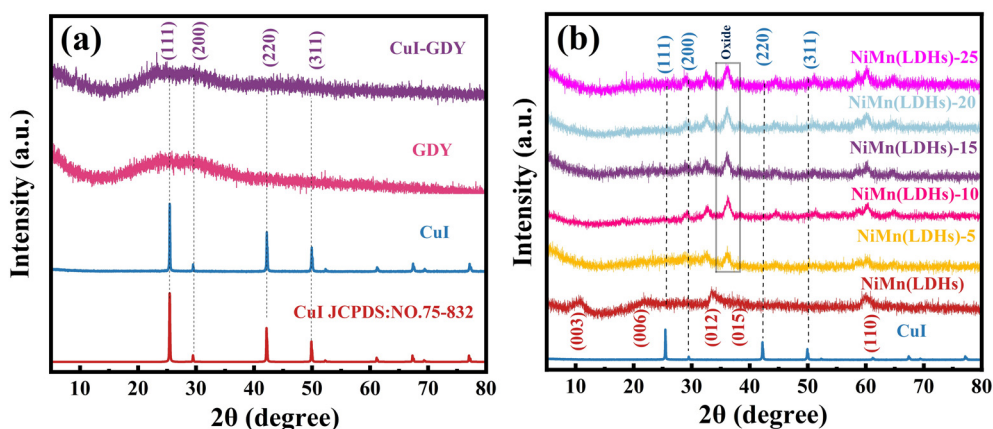 (a)
(111)
(200)
(220)
(311)
CuI-GDY
GDY
CuI
CuI JCPDS:NO.75-832
Intensity (a.u.)
10 20 30 40 50 60 70 80
2θ (degree)
(b)
(111)
(200)
Oxide
(220)
(311)
NiMn(LDHs)-25
NiMn(LDHs)-20
NiMn(LDHs)-15
NiMn(LDHs)-10
NiMn(LDHs)-5
NiMn(LDHs)
(003)
(006)
(012)
(015)
(110)
CuI
Intensity (a.u.)
10 20 30 40 50 60 70 80
2θ (degree)